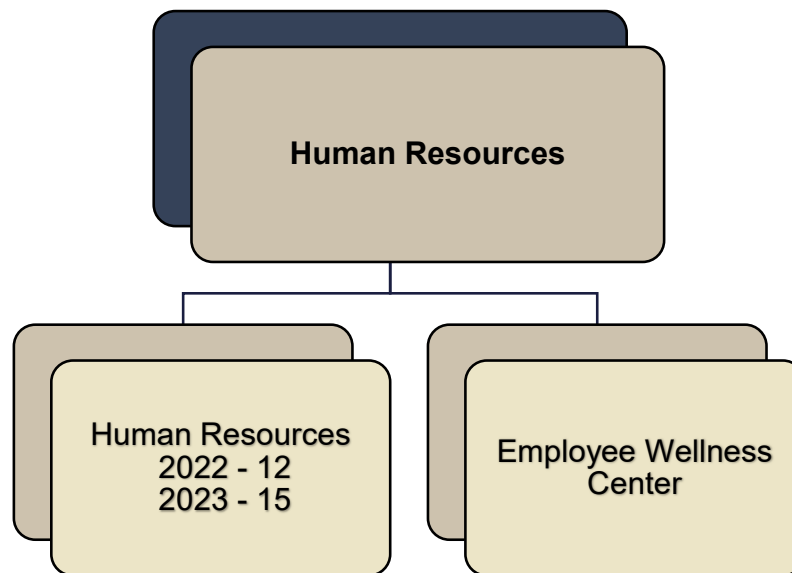 Human Resources
Human Resources
2022 - 12
2023 - 15
Employee Wellness
Center